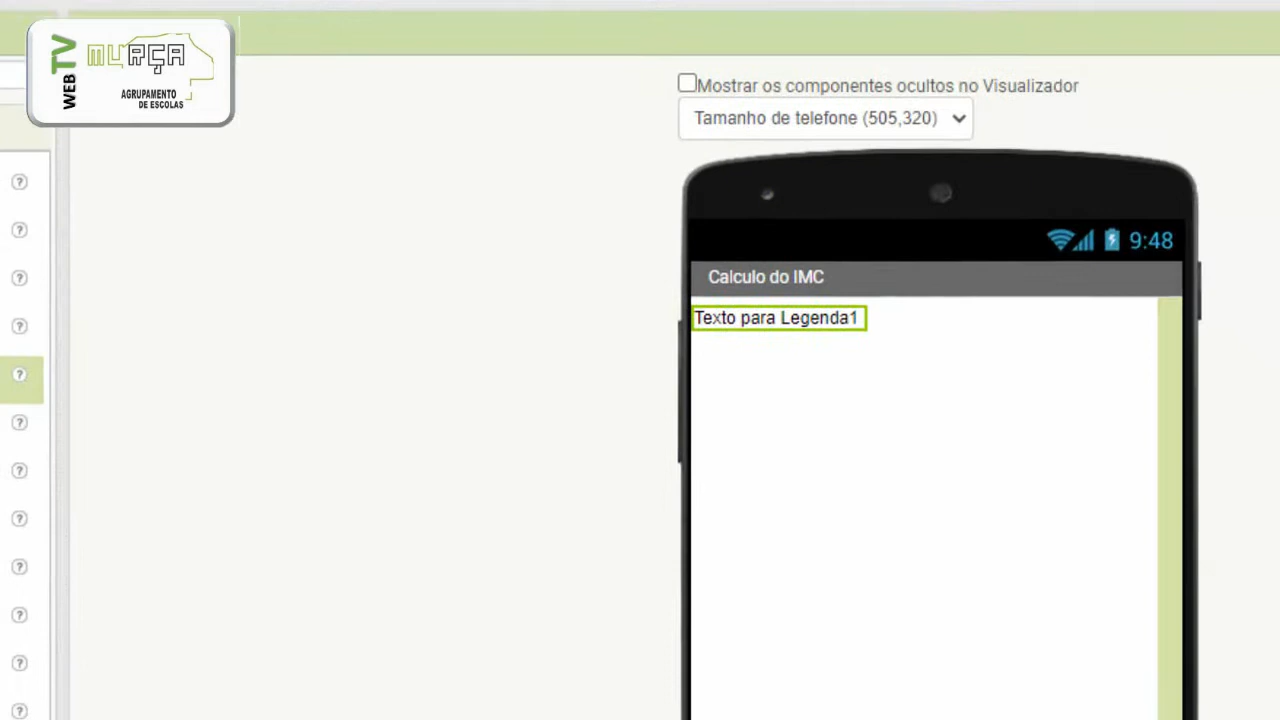 WEB TV
MURÇA
AGRUPAMENTO
DE ESCOLAS
Mostrar os componentes ocultos no Visualizador
Tamanho de telefone (505,320)
9:48
Calculo do IMC
Texto para Legenda1
?
?
?
?
?
?
?
?
?
?
?
?